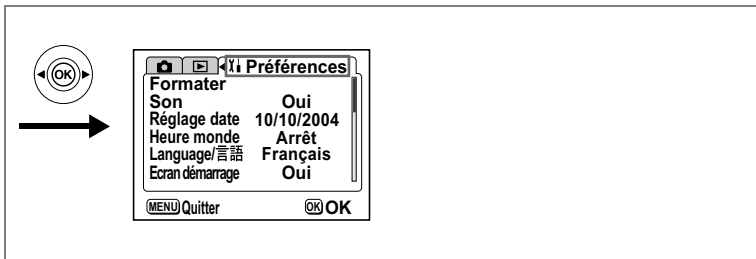 OK
Préférences
Formater
Son Oui
Réglage date 10/10/2004
Heure monde Arrêt
Language/言語 Français
Ecran démarrage Oui
MENU Quitter OK OK